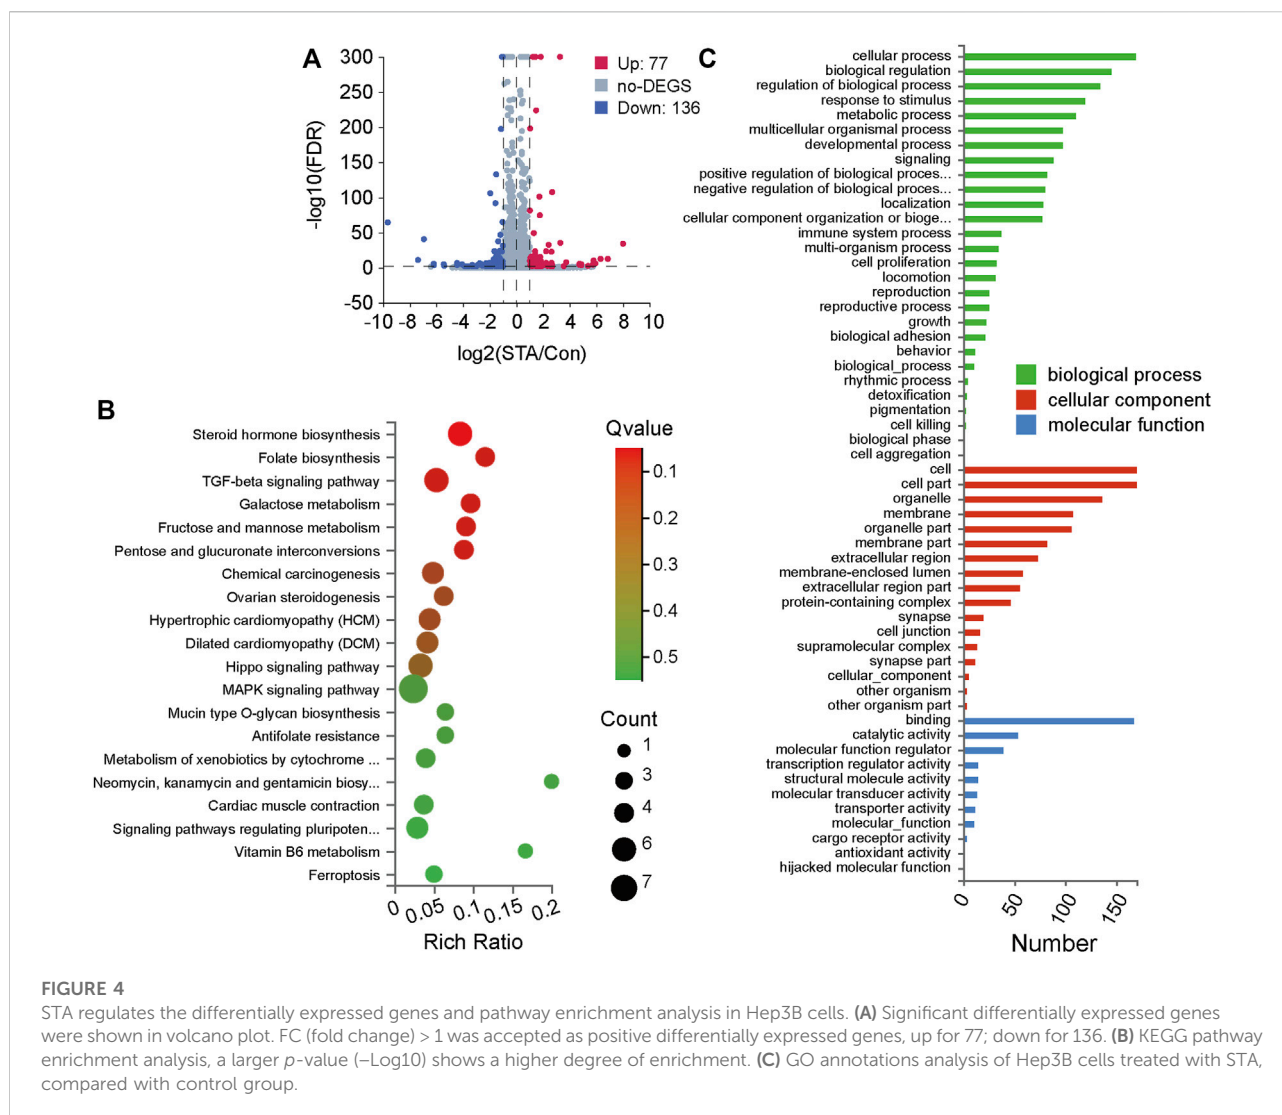 A
300
250
200
150
100
50
0
-50
-log10(FDR)
-10 -8 -6 -4 -2 0 2 4 6 8 10
log2(STA/Con)
Up: 77
no-DEGS
Down: 136
B
Steroid hormone biosynthesis
Folate biosynthesis
TGF-beta signaling pathway
Galactose metabolism
Fructose and mannose metabolism
Pentose and glucuronate interconversions
Chemical carcinogenesis
Ovarian steroidogenesis
Hypertrophic cardiomyopathy (HCM)
Dilated cardiomyopathy (DCM)
Hippo signaling pathway
MAPK signaling pathway
Mucin type O-glycan biosynthesis
Antifolate resistance
Metabolism of xenobiotics by cytochrome ...
Neomycin, kanamycin and gentamicin biosy...
Cardiac muscle contraction
Signaling pathways regulating pluripoten...
Vitamin B6 metabolism
Ferroptosis
0 0.05 0.1 0.15 0.2
Rich Ratio
Qvalue
0.1
0.2
0.3
0.4
0.5
Count
1
3
4
6
7
C
cellular process
biological regulation
regulation of biological process
response to stimulus
metabolic process
multicellular organismal process
developmental process
signaling
positive regulation of biological proces...
negative regulation of biological proces...
localization
cellular component organization or bioge...
immune system process
multi-organism process
cell proliferation
locomotion
reproduction
reproductive process
growth
biological adhesion
behavior
biological_process
rhythmic process
detoxification
pigmentation
cell killing
biological phase
cell aggregation
cell
cell part
organelle
membrane
organelle part
membrane part
extracellular region
membrane-enclosed lumen
extracellular region part
protein-containing complex
synapse
cell junction
supramolecular complex
synapse part
cellular_component
other organism
other organism part
binding
catalytic activity
molecular function regulator
transcription regulator activity
structural molecule activity
molecular transducer activity
transporter activity
molecular_function
cargo receptor activity
antioxidant activity
hijacked molecular function
0 50 100 150
Number
biological process
cellular component
molecular function
FIGURE 4
STA regulates the differentially expressed genes and pathway enrichment analysis in Hep3B cells. (A) Significant differentially expressed genes
were shown in volcano plot. FC (fold change) > 1 was accepted as positive differentially expressed genes, up for 77; down for 136. (B) KEGG pathway
enrichment analysis, a larger p-value (−Log10) shows a higher degree of enrichment. (C) GO annotations analysis of Hep3B cells treated with STA,
compared with control group.